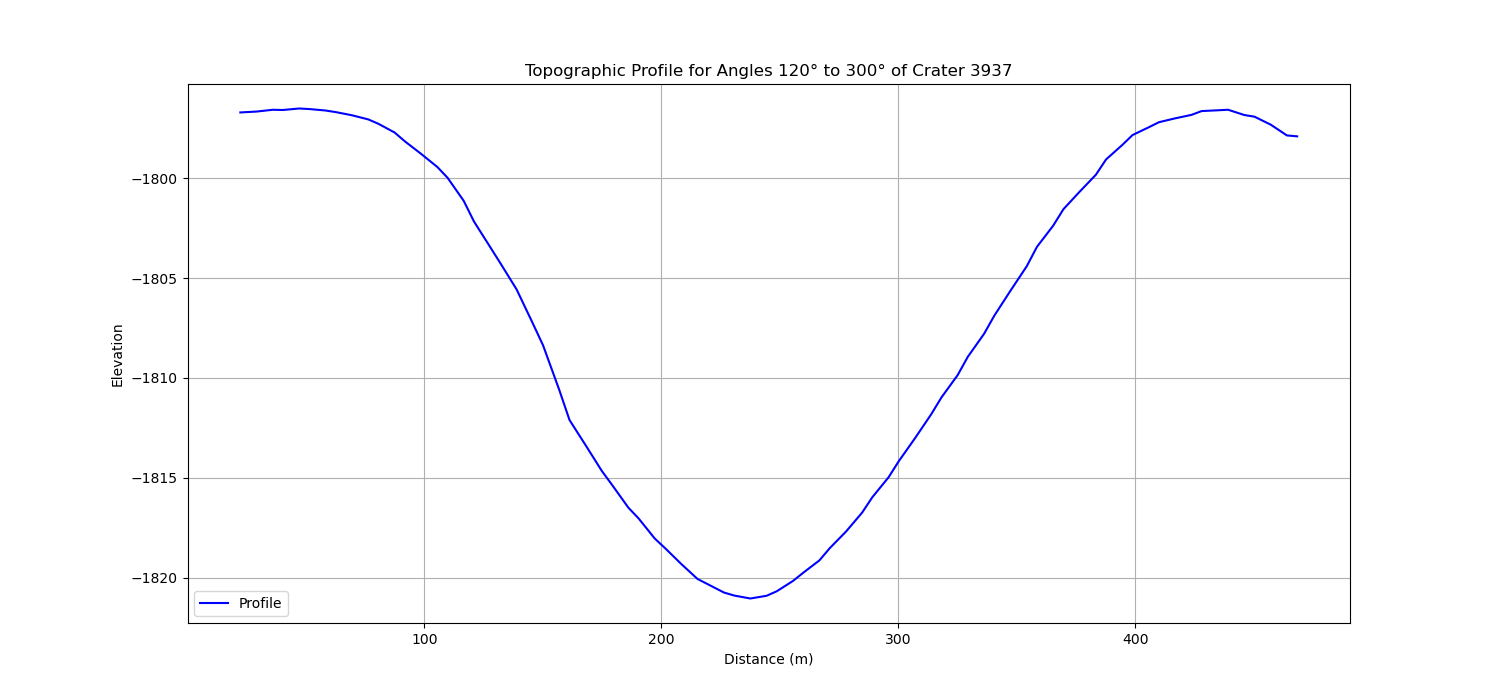 Topographic Profile for Angles 120° to 300° of Crater 3937
−1800
−1805
−1810
−1815
−1820
Elevation
Profile
100
200
300
400
Distance (m)